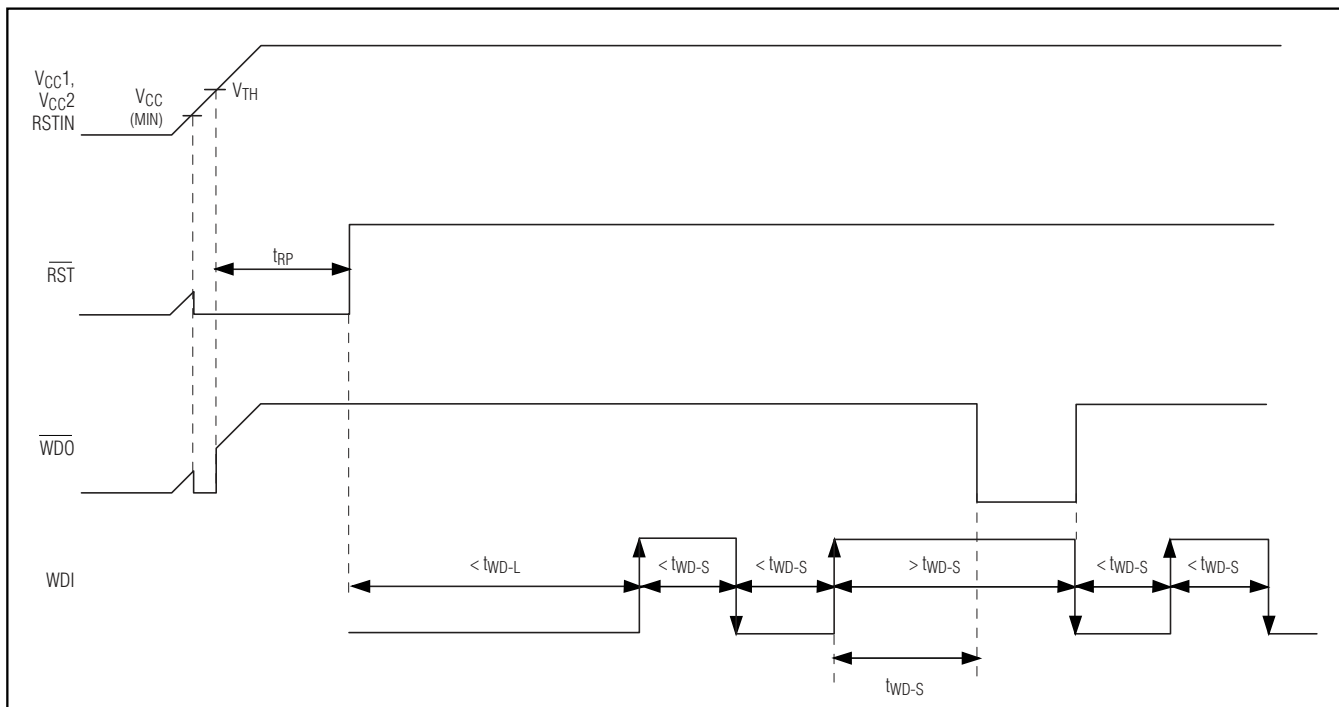 VCC1,
VCC2
RSTIN
VCC
(MIN)
VTH
RST
tRP
WDO
WDI
< tWD-L
< tWD-S
< tWD-S
> tWD-S
< tWD-S
< tWD-S
tWD-S